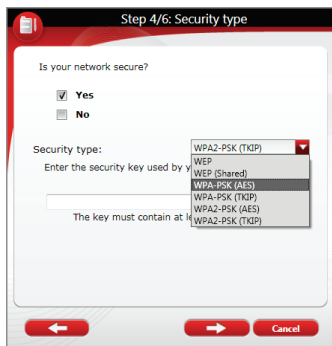 Step 4/6: Security type
Is your network secure?
Yes
No
Security type:
WPA2-PSK (TKIP)
Enter the security key used by y
WEP
WEP (Shared)
WPA-PSK (AES)
WPA-PSK (TKIP)
WPA2-PSK (AES)
WPA2-PSK (TKIP)
The key must contain at le
Cancel